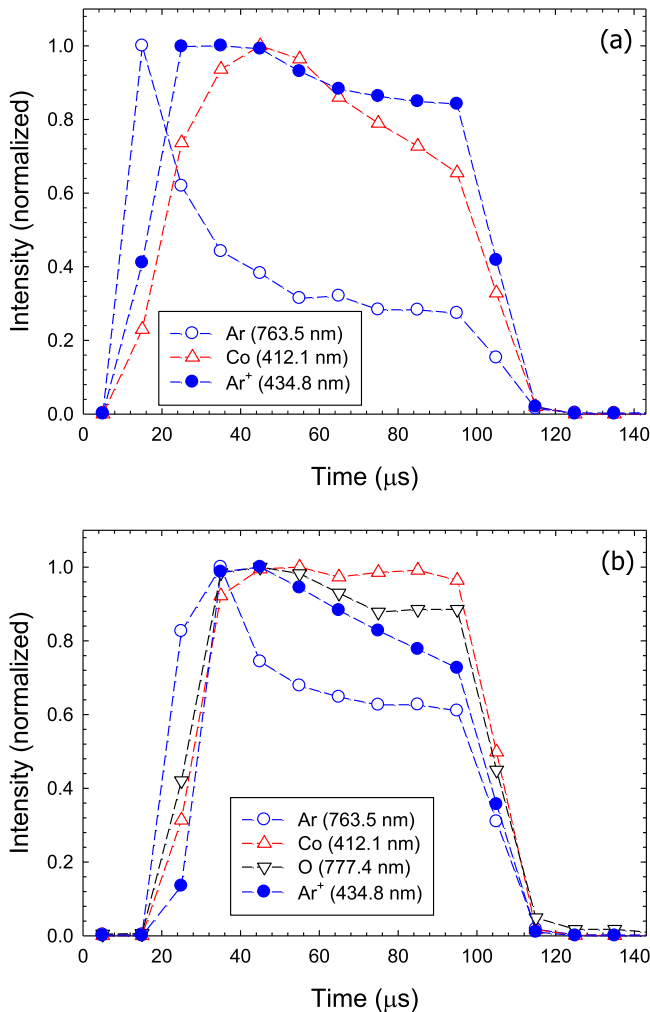 (a)
Intensity (normalized)
1.0
0.8
0.6
0.4
0.2
0.0
Ar (763.5 nm)
Co (412.1 nm)
Ar⁺ (434.8 nm)
0 20 40 60 80 100 120 140
Time (μs)
(b)
Intensity (normalized)
1.0
0.8
0.6
0.4
0.2
0.0
Ar (763.5 nm)
Co (412.1 nm)
O (777.4 nm)
Ar⁺ (434.8 nm)
0 20 40 60 80 100 120 140
Time (μs)